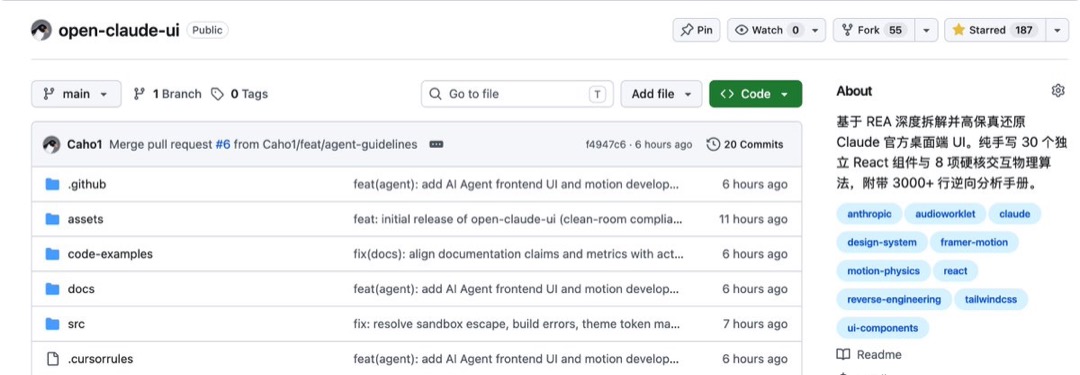 open-claude-ui Public Pin Watch 0 Fork 55 Starred 187
main 1 Branch 0 Tags Go to file T Add file Code
Caho1 Merge pull request #6 from Caho1/feat/agent-guidelines f4947c6 · 6 hours ago 20 Commits
.github feat(agent): add AI Agent frontend UI and motion develop... 6 hours ago
assets feat: initial release of open-claude-ui (clean-room complia... 11 hours ago
code-examples fix(docs): align documentation claims and metrics with act... 6 hours ago
docs feat(agent): add AI Agent frontend UI and motion develop... 6 hours ago
src fix: resolve sandbox escape, build errors, theme token ma... 7 hours ago
.cursorrules feat(agent): add AI Agent frontend UI and motion develop... 6 hours ago
About
基于 REA 深度拆解并高保真还原
Claude 官方桌面端 UI。纯手写 30 个独
立 React 组件与 8 项硬核交互物理算
法，附带 3000+ 行逆向分析手册。
anthropic audioworklet claude
design-system framer-motion
motion-physics react
reverse-engineering tailwindcss
ui-components
Readme